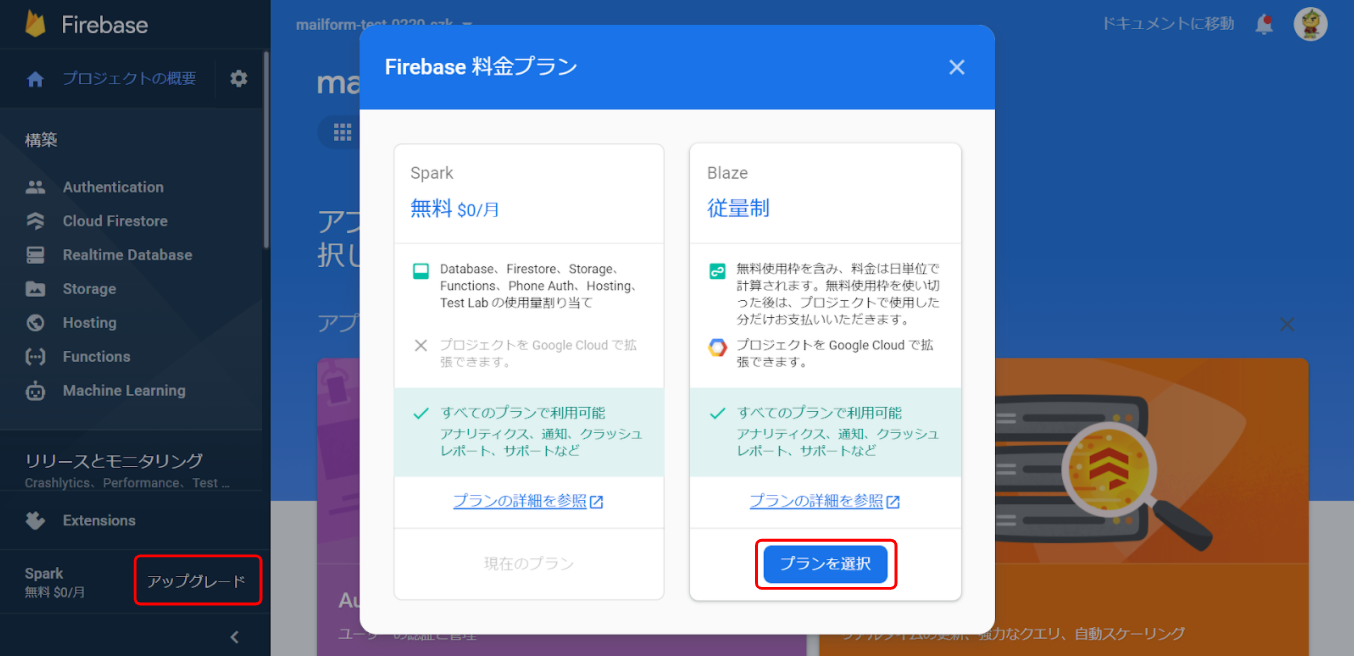 Firebase
プロジェクトの概要
構築
Authentication
Cloud Firestore
Realtime Database
Storage
Hosting
Functions
Machine Learning
リリースとモニタリング
Crashlytics、Performance、Test ...
Extensions
Spark
無料 $0/月
アップグレード
mailform-test-0220-szk
ドキュメントに移動
ma
アプ
択し
アプ
Firebase 料金プラン
Spark
無料 $0/月
Database、Firestore、Storage、
Functions、Phone Auth、Hosting、
Test Lab の使用量割り当て
プロジェクトを Google Cloud で拡
張できます。
すべてのプランで利用可能
アナリティクス、通知、クラッシュ
レポート、サポートなど
プランの詳細を参照
現在のプラン
Blaze
従量制
無料使用枠を含み、料金は日単位で
計算されます。無料使用枠を使い切
った後は、プロジェクトで使用した
分だけお支払いいただきます。
プロジェクトを Google Cloud で拡
張できます。
すべてのプランで利用可能
アナリティクス、通知、クラッシュ
レポート、サポートなど
プランの詳細を参照
プランを選択
Au
ユーザーの認証と管理
リアルタイムの更新、強力なクエリ、自動スケーリング